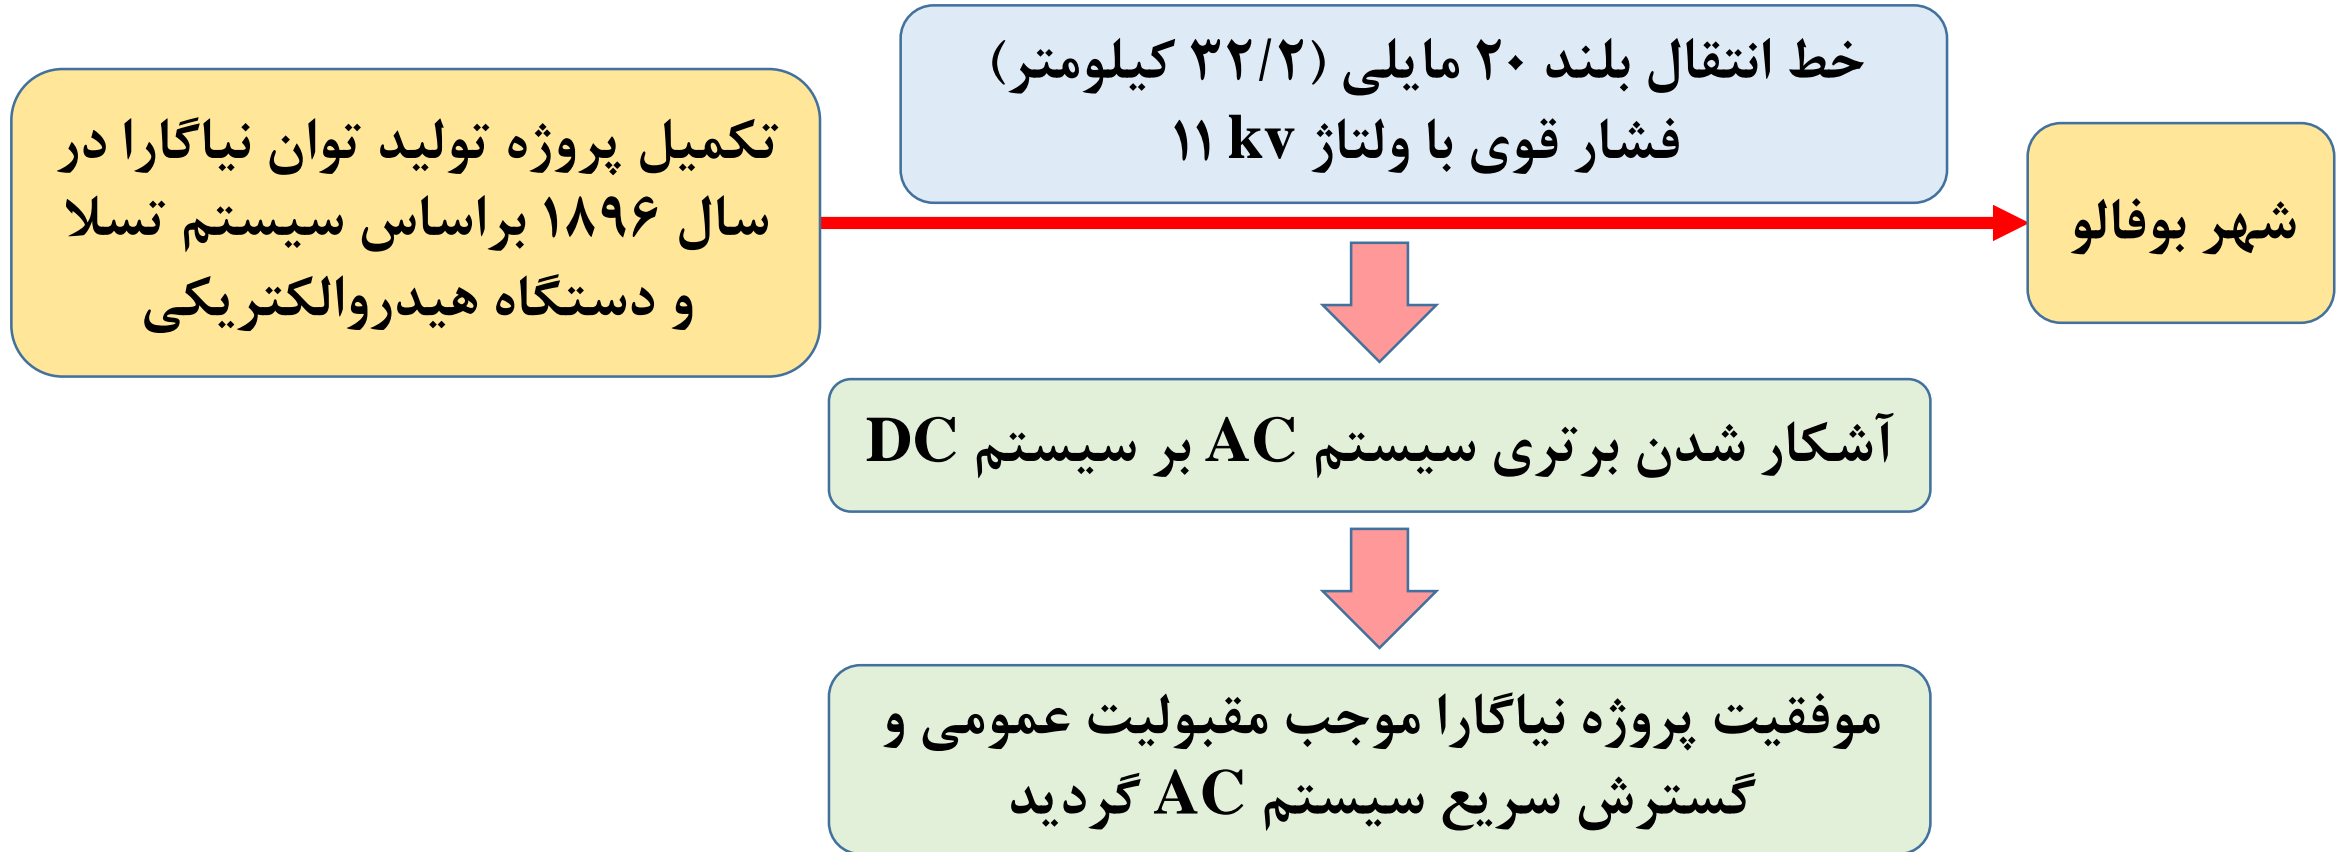 خط انتقال بلند ۲۰ مایلی (۳۲/۲ کیلومتر)
فشار قوی با ولتاژ ۱۱ kv
تکمیل پروژه تولید توان نیاگارا در
سال ۱۸۹۶ براساس سیستم تسلا
و دستگاه هیدروالکتریکی
شهر بوفالو
آشکار شدن برتری سیستم AC بر سیستم DC
موفقیت پروژه نیاگارا موجب مقبولیت عمومی و
گسترش سریع سیستم AC گردید